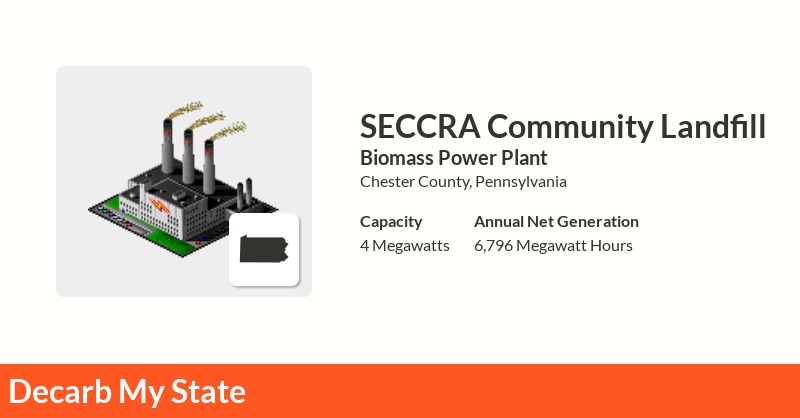 SECCRA Community Landfill
Biomass Power Plant
Chester County, Pennsylvania
Capacity
4 Megawatts
Annual Net Generation
6,796 Megawatt Hours
Decarb My State